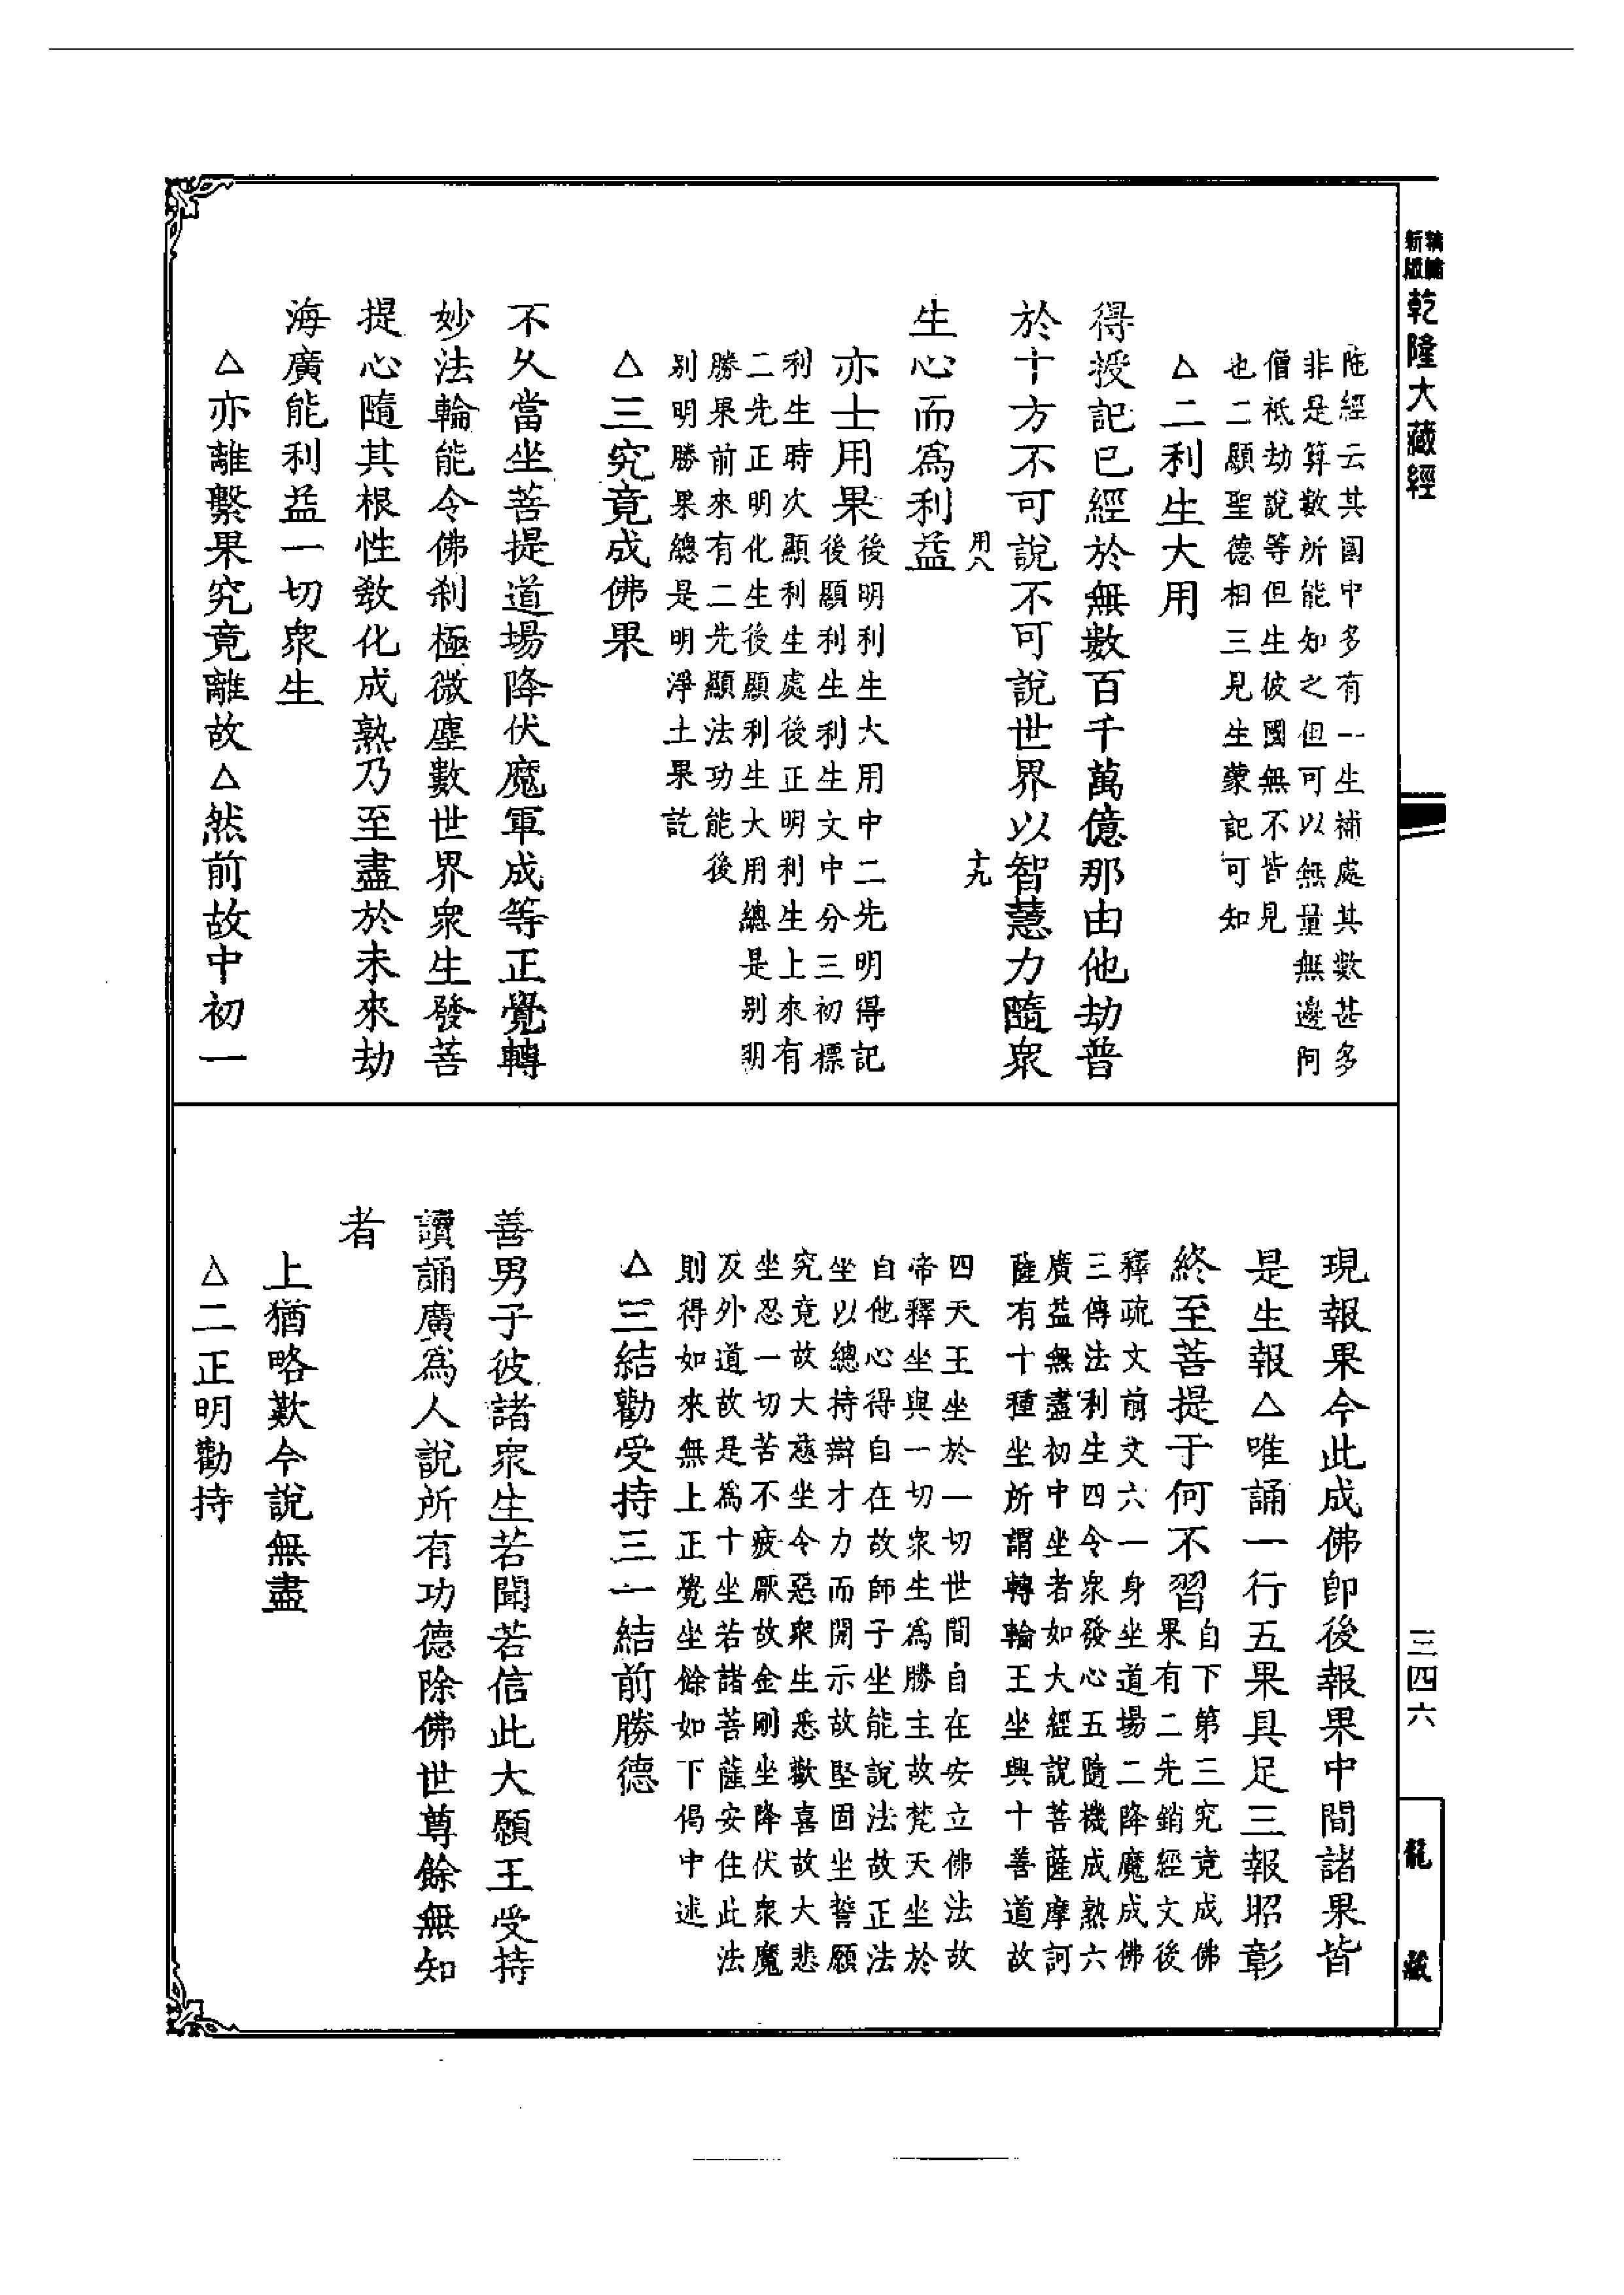 精縮
新版
乾隆大藏經
陁經云其國中多有一生補處其數甚多
非是算數所能知之但可以無量無邊阿
僧祇劫說等但生彼國無不皆見
也二顯聖德相三見生蒙記可知
△二利生大用
得授記已經於無數百千萬億那由他劫普
於十方不可說不可說世界以智慧力隨眾
用八
十九
生心而爲利益
亦士用果後明利生大用中二先明得記
後顯利生利生文中分三初標
利生時次顯利生處後正明利生上來有
二先正明化生後顯利生大用總是別明
勝果前來有二先顯法功能後
別明勝果總是明淨土果訖
△三究竟成佛果
不久當坐菩提道場降伏魔軍成等正覺轉
妙法輪能令佛刹極微塵數世界眾生發菩
提心隨其根性教化成熟乃至盡於未來劫
海廣能利益一切眾生
△亦離繫果究竟離故△然前故中初一
現報果今此成佛卽後報果中間諸果皆
是生報△唯誦一行五果具足三報昭彰
終至菩提于何不習自下第三究竟成佛
果有二先銷經文後
釋疏文前文六一身坐道場二降魔成佛
三傳法利生四令衆發心五隨機成熟六
廣益無盡初中坐者如大經說菩薩摩訶
薩有十種坐所謂轉輪王坐興十善道故
四天王坐於一切世間自在安立佛法故
帝釋坐與一切衆生爲勝主故梵天坐於
自他心得自在故師子坐能說法故正法
坐以總持辯才力而開示故堅固坐誓願
究竟故大慈坐令惡衆生悉歡喜故大悲
坐忍一切苦不疲厭故金剛坐降伏衆魔
及外道故是爲十坐若諸菩薩安住此法
則得如來無上正覺坐餘如下偈中述
△三結勸受持三一結前勝德
善男子彼諸衆生若聞若信此大願王受持
讀誦廣爲人說所有功德除佛世尊餘無知
者
上猶略歎今說無盡
△二正明勸持
三四六
龍藏